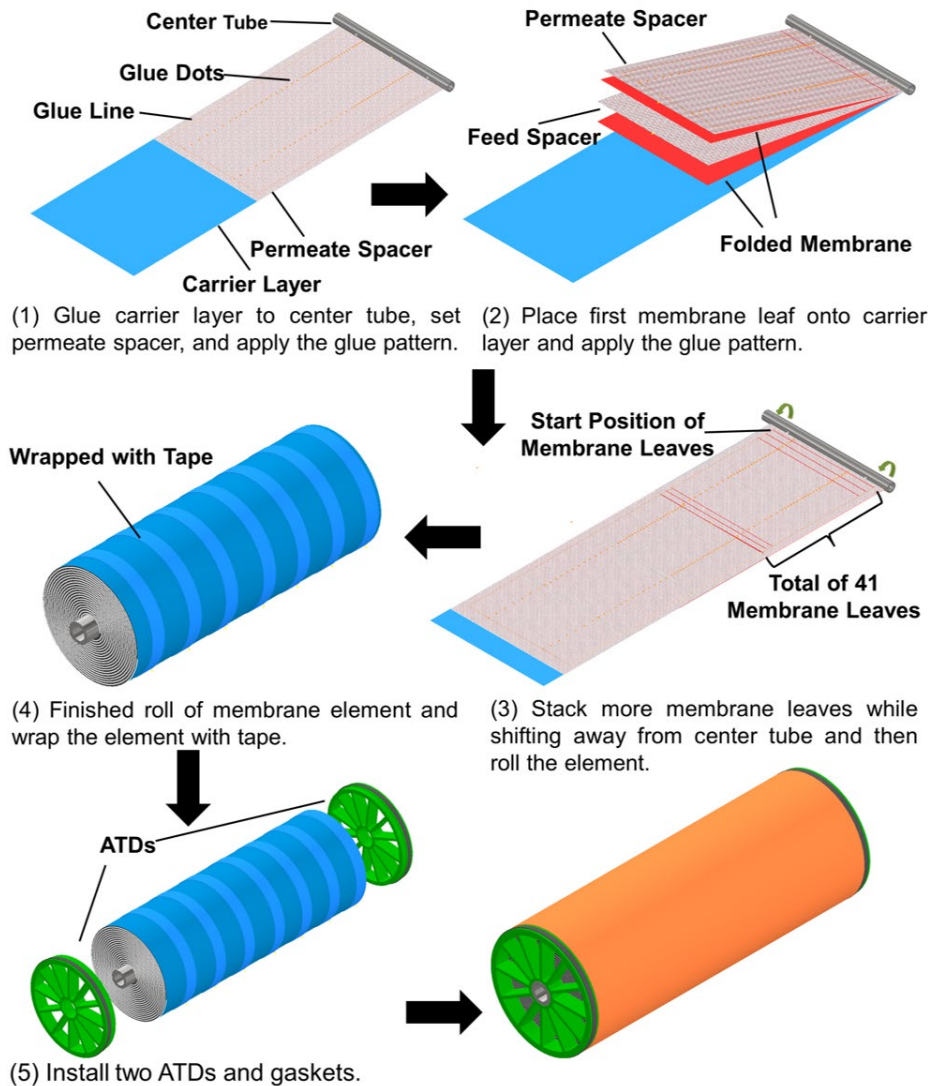 Center Tube
Glue Dots
Glue Line
Permeate Spacer
Carrier Layer
(1) Glue carrier layer to center tube, set
permeate spacer, and apply the glue pattern.
Permeate Spacer
Feed Spacer
Folded Membrane
(2) Place first membrane leaf onto carrier
layer and apply the glue pattern.
Start Position of
Membrane Leaves
Total of 41
Membrane Leaves
(3) Stack more membrane leaves while
shifting away from center tube and then
roll the element.
Wrapped with Tape
(4) Finished roll of membrane element and
wrap the element with tape.
ATDs
(5) Install two ATDs and gaskets.